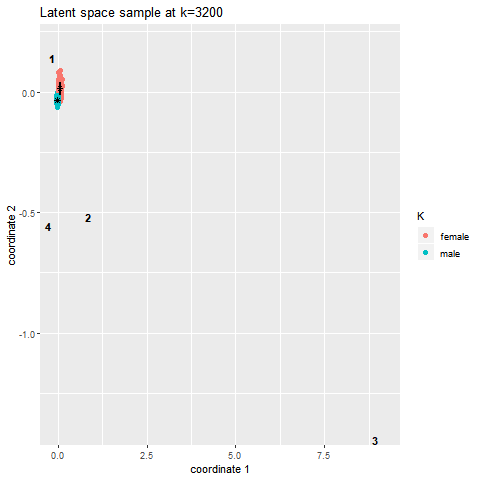 Latent space sample at k=3200
1
0.0
-0.5
-1.0
2
4
3
coordinate 2
0.0
2.5
5.0
7.5
coordinate 1
K
female
male